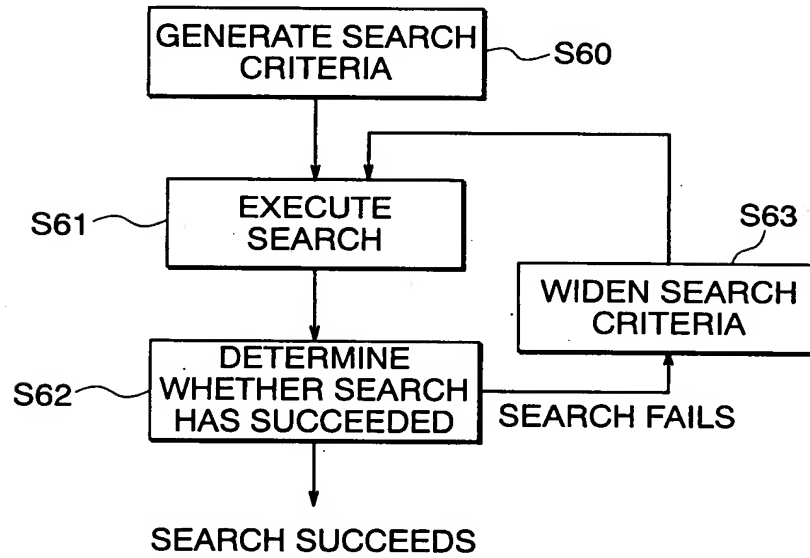 GENERATE SEARCH
CRITERIA
S60
EXECUTE
SEARCH
S61
S63
WIDEN SEARCH
CRITERIA
DETERMINE
WHETHER SEARCH
HAS SUCCEEDED
S62
SEARCH FAILS
SEARCH SUCCEEDS